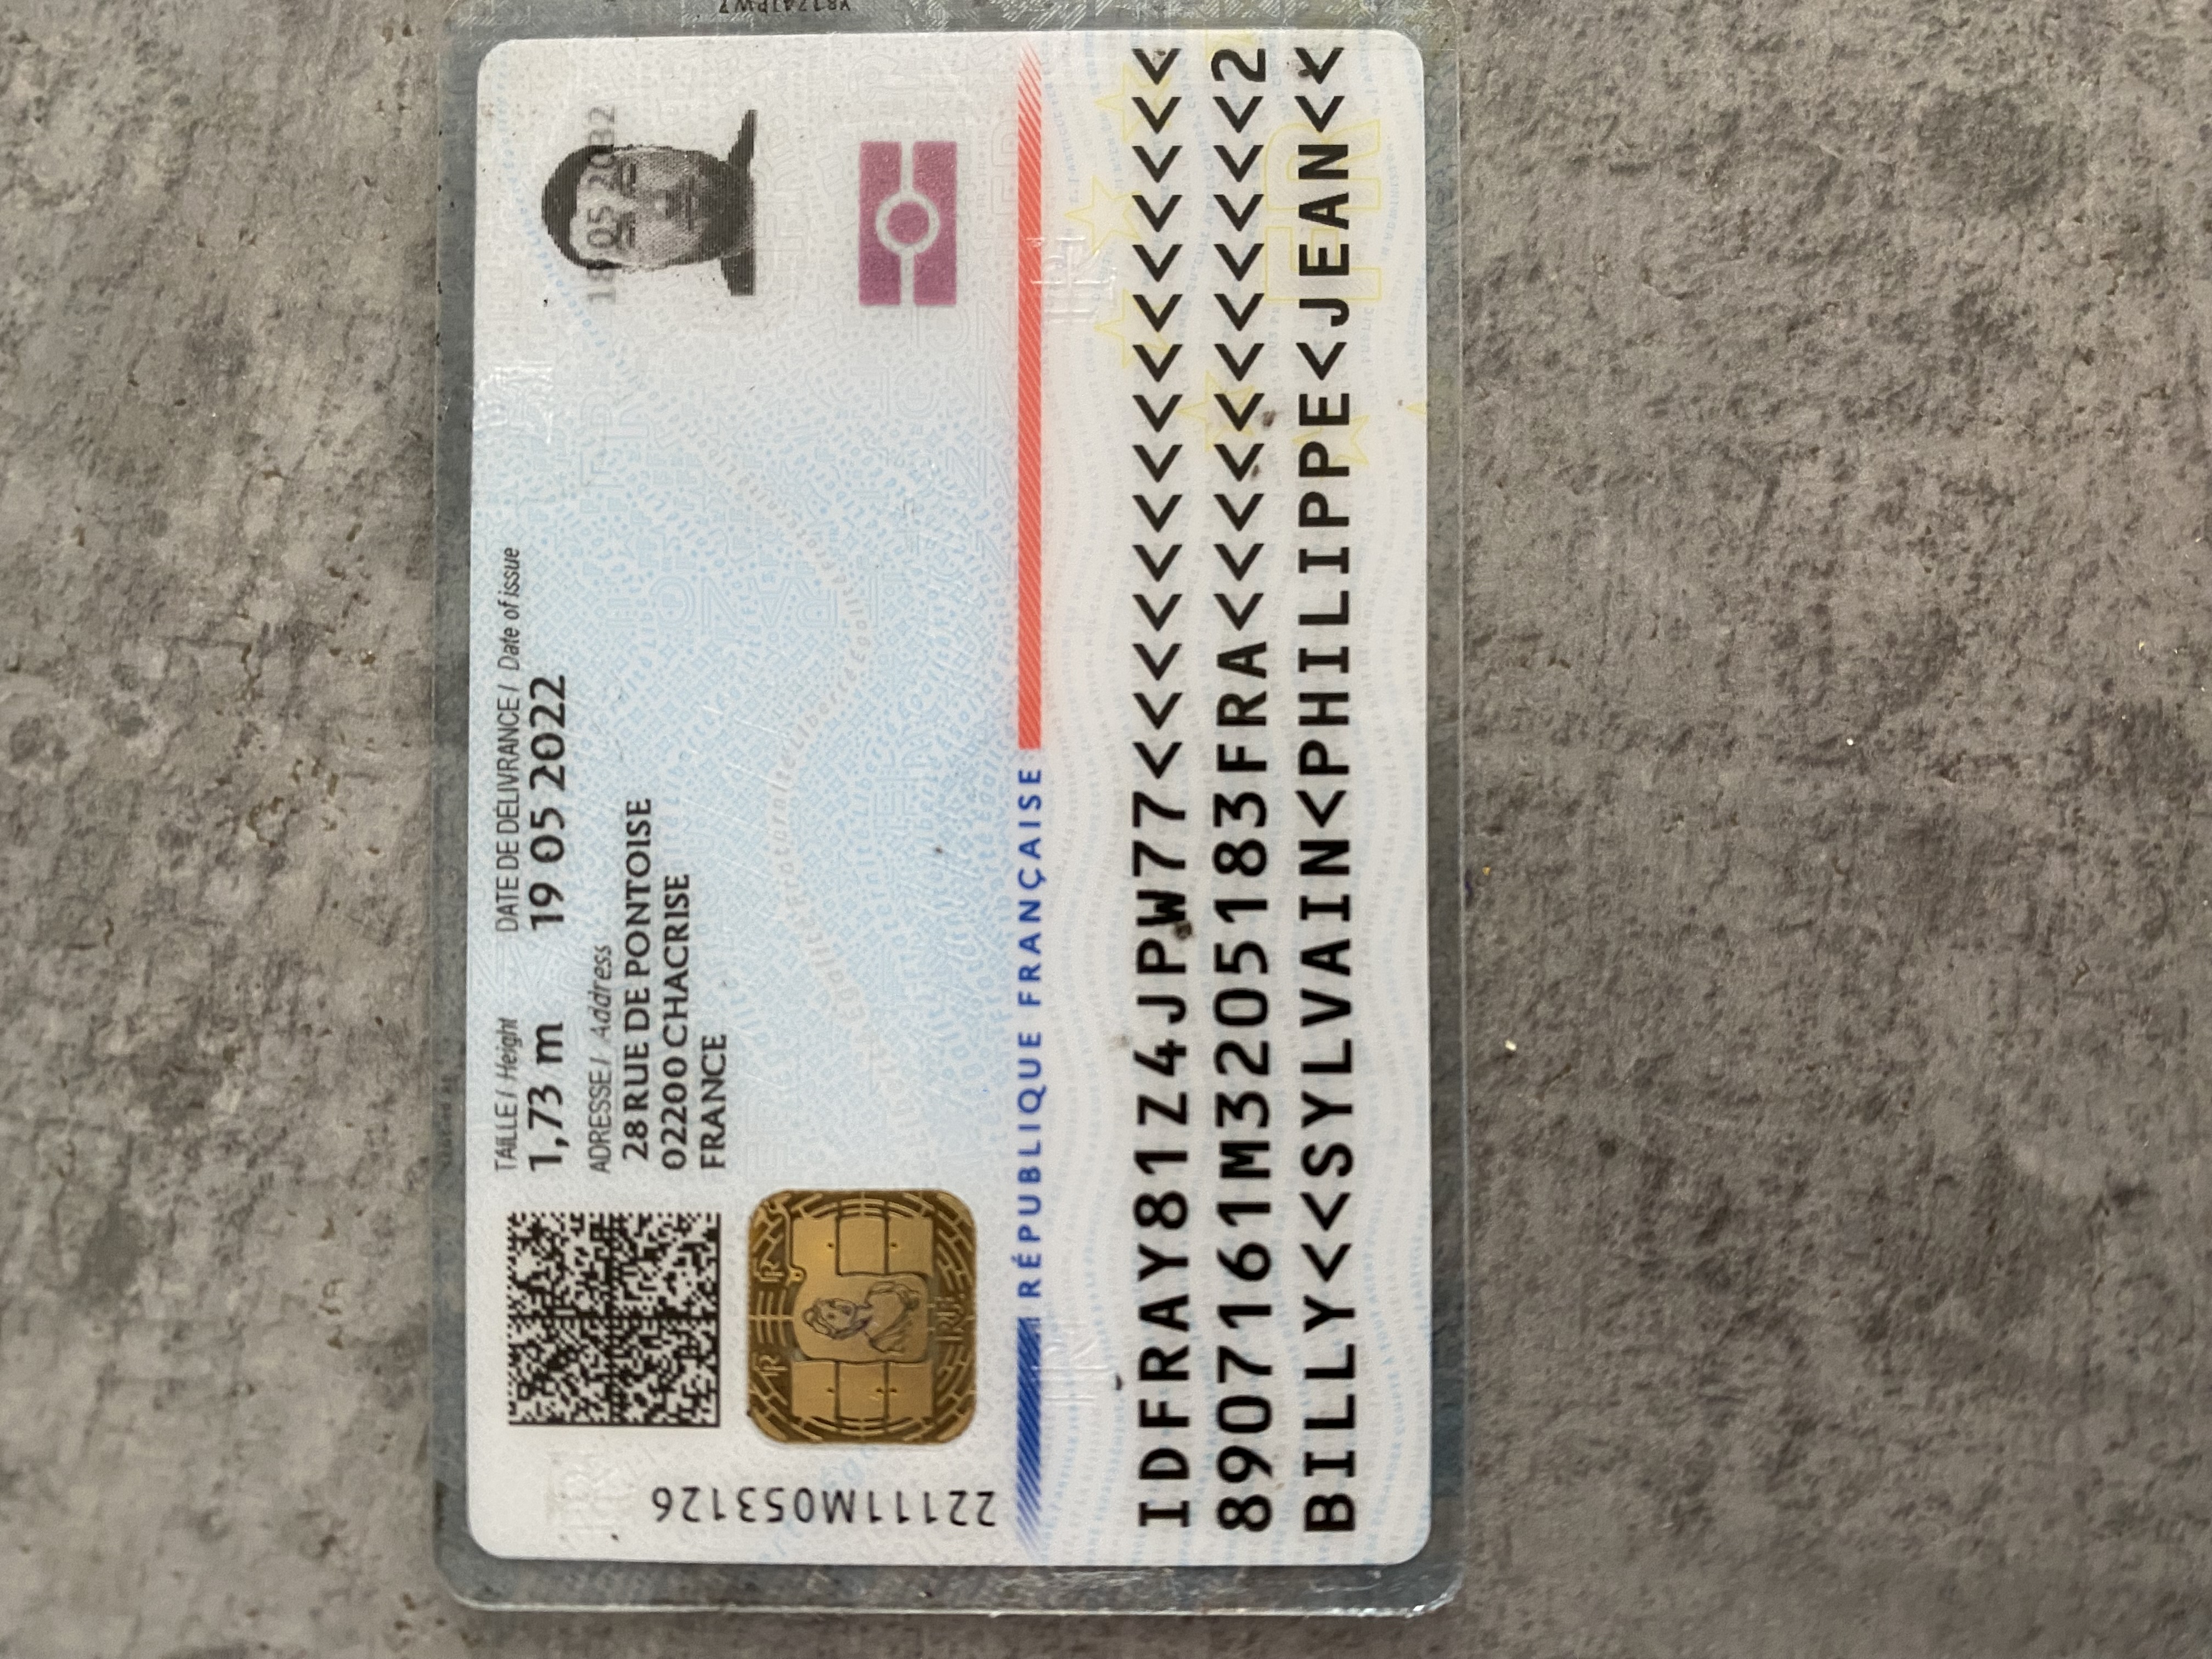 TAILLE / Height
1,73 m
DATE DE DÉLIVRANCE / Date of issue
19 05 2022
ADRESSE / Address
28 RUE DE PONTOISE
02200 CHACRISE
FRANCE
22111M053126
RÉPUBLIQUE FRANÇAISE
IDFRAY81Z4JPW77<<<<<<<<<<<<<<<
8907161M3205183FRA<<<<<<<<<<<2
BILLY<<SYLVAIN<PHILIPPE<JEAN<<